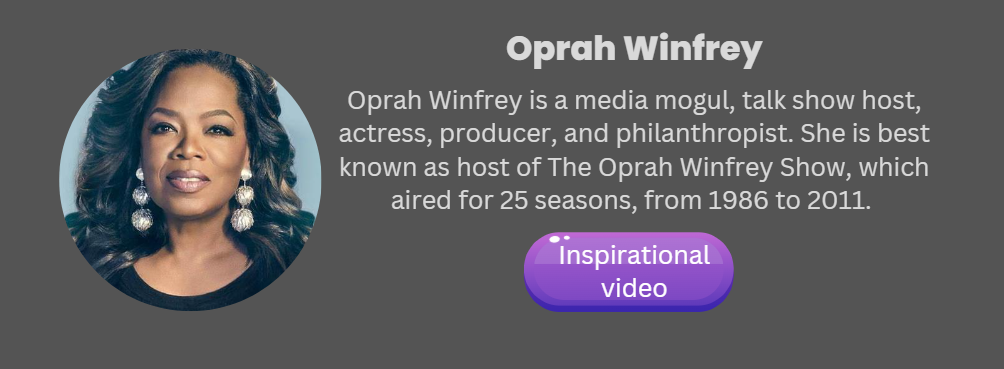 Oprah Winfrey
Oprah Winfrey is a media mogul, talk show host,
actress, producer, and philanthropist. She is best
known as host of The Oprah Winfrey Show, which
aired for 25 seasons, from 1986 to 2011.
Inspirational
video